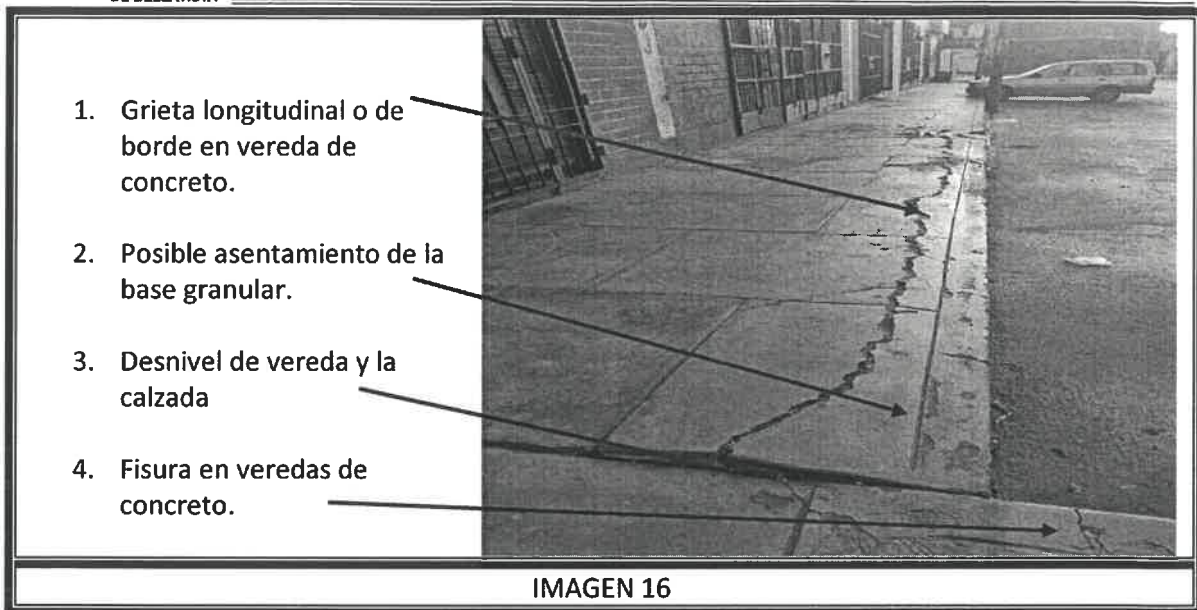 1. Grieta longitudinal o de
borde en vereda de
concreto.
2. Posible asentamiento de la
base granular.
3. Desnivel de vereda y la
calzada
4. Fisura en veredas de
concreto.
IMAGEN 16